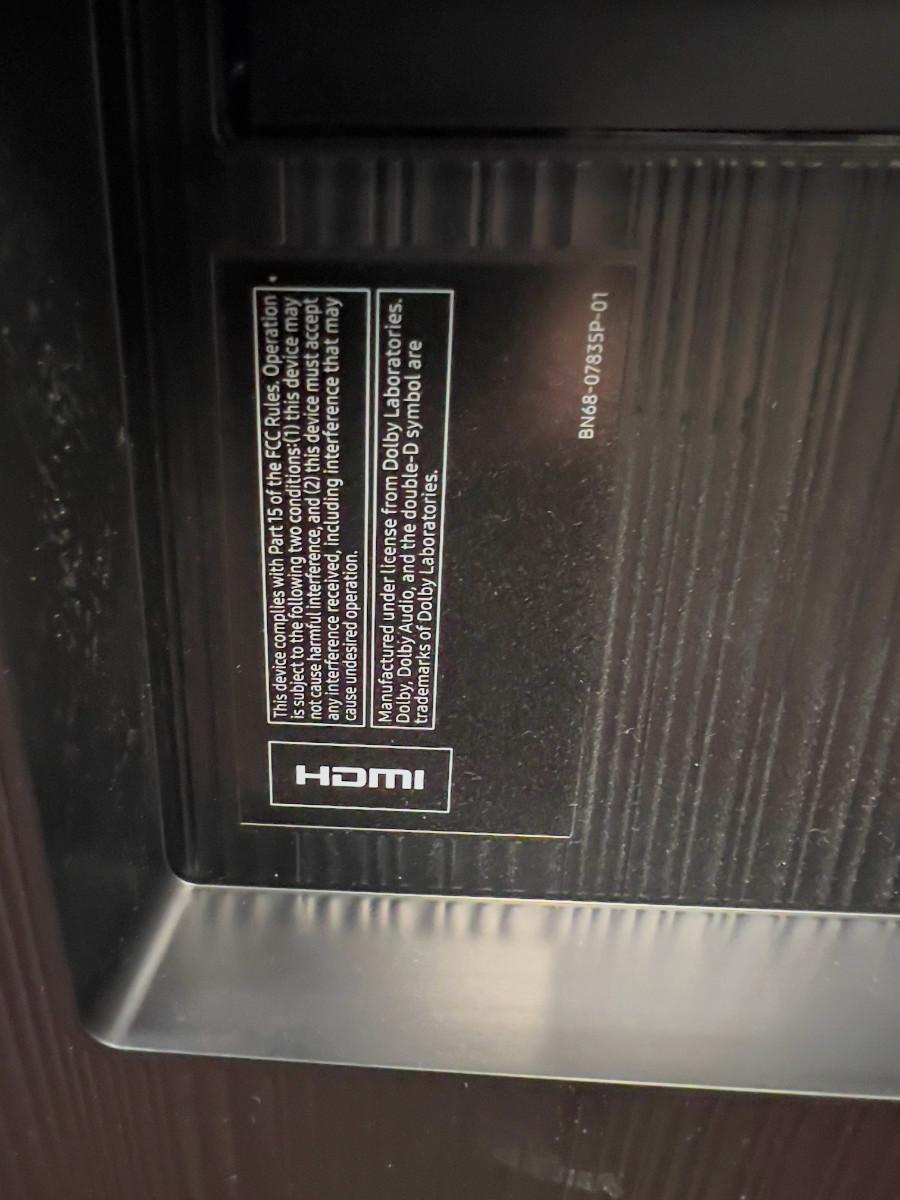 This device complies with Part 15 of the FCC Rules. Operation
is subject to the following two conditions:(1) this device may
not cause harmful interference, and (2) this device must accept
any interference received, including interference that may
cause undesired operation.
Manufactured under license from Dolby Laboratories.
Dolby, Dolby Audio, and the double-D symbol are
trademarks of Dolby Laboratories.
HDMI
BN68-07835P-01